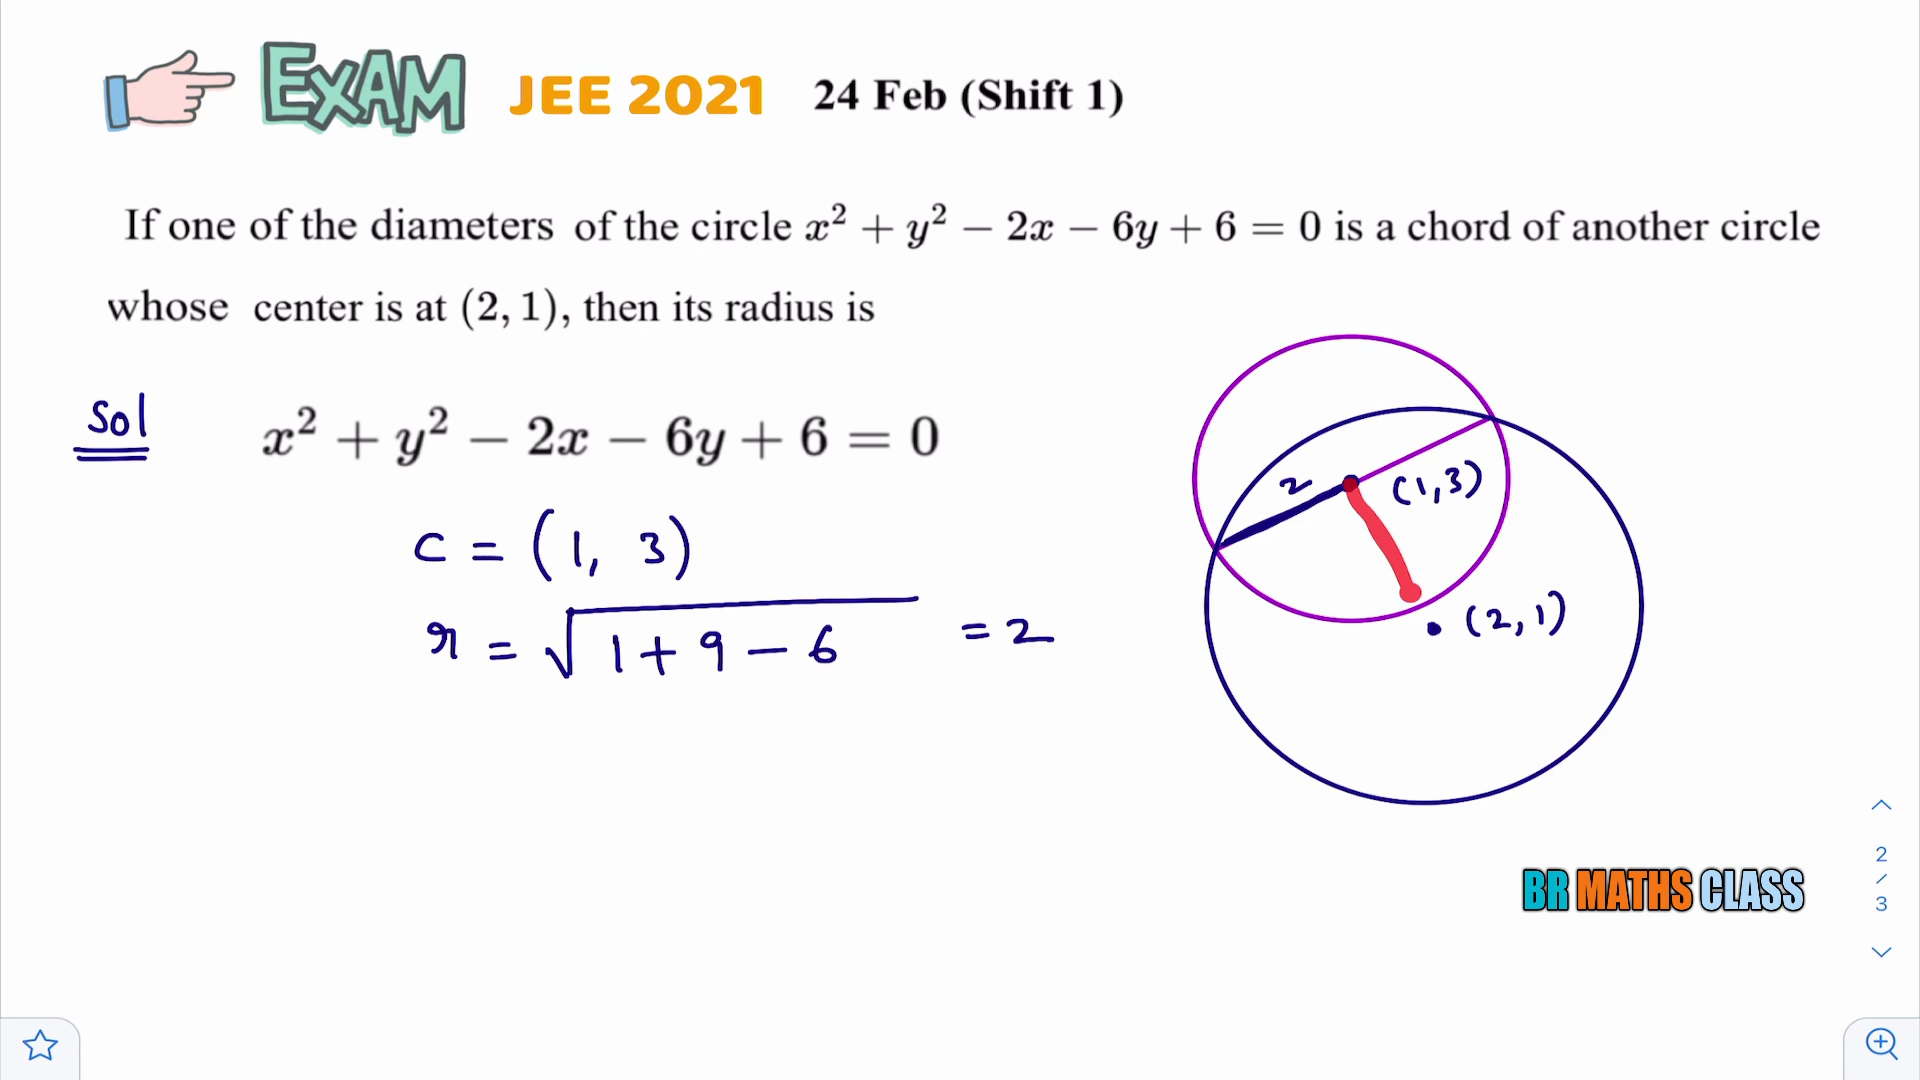 EXAM JEE 2021 24 Feb (Shift 1)
If one of the diameters of the circle x² + y² − 2x − 6y + 6 = 0 is a chord of another circle
whose center is at (2, 1), then its radius is
Sol x² + y² − 2x − 6y + 6 = 0
c = (1, 3)
r = √1+9−6 = 2
2 (1,3)
(2,1)
BR MATHS CLASS
2
/
3